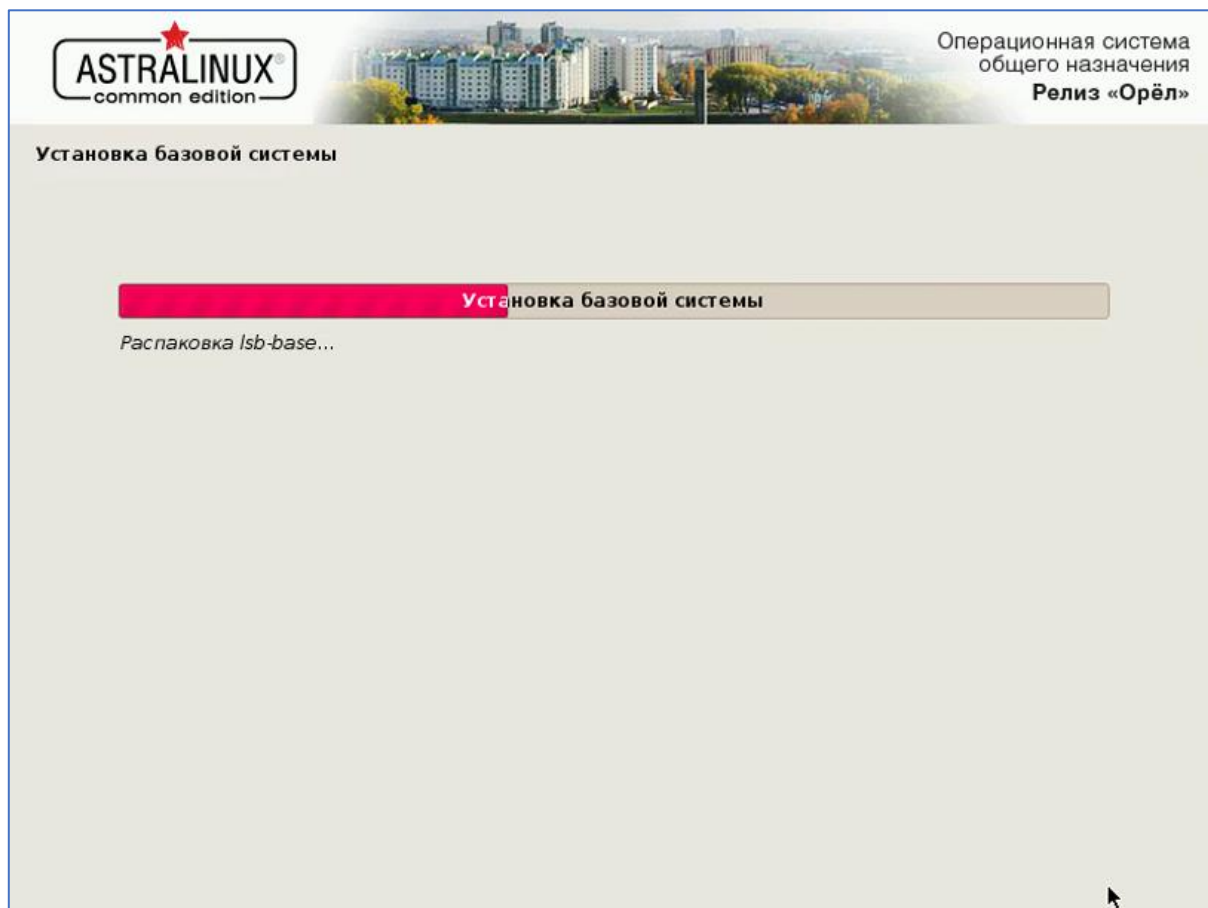 ASTRALINUX®
common edition
Операционная система
общего назначения
Релиз «Орёл»
Установка базовой системы
Установка базовой системы
Распаковка lsb-base...